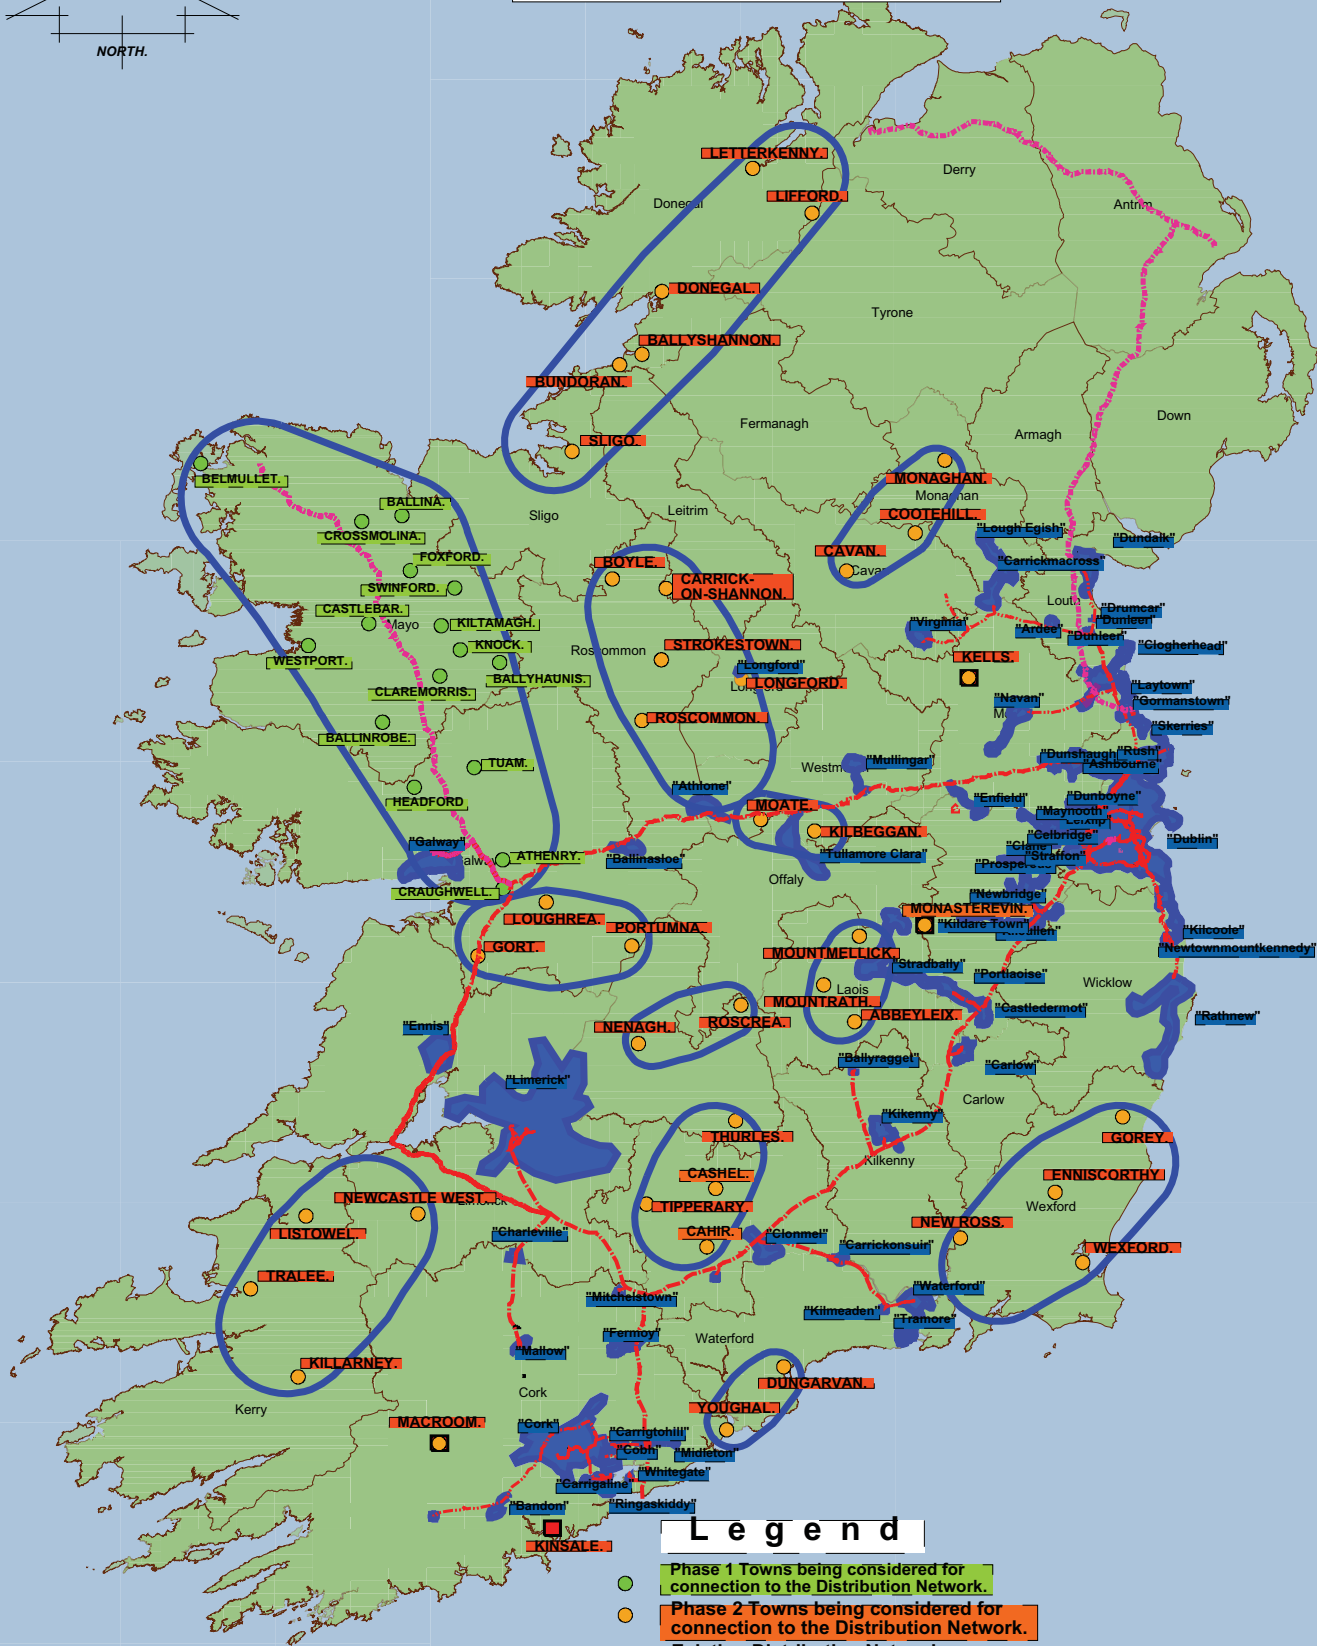 NORTH.
LETTERKENNY.
Derry
LIFFORD.
Donegal
Antrim
DONEGAL.
Tyrone
BALLYSHANNON.
BUNDORAN.
Down
Fermanagh
Armagh
SLIGO.
BELMULLET.
MONAGHAN.
Monaghan
BALLINA.
Leitrim
Sligo
COOTEHILL.
"Lough Egish"
CROSSMOLINA.
"Dundalk"
CAVAN.
FOXFORD.
BOYLE.
"Carrickmacross"
SWINFORD.
CARRICK-
ON-SHANNON.
Louth
CASTLEBAR.
"Drumcar"
"Dunleer"
Mayo
KILTAMAGH.
"Virginia"
"Ardee"
"Dunleer"
KNOCK.
STROKESTOWN.
"Clogherhead"
Roscommon
WESTPORT.
KELLS.
"Longford"
BALLYHAUNIS.
LONGFORD.
"Laytown"
CLAREMORRIS.
"Navan"
"Gormanstown"
ROSCOMMON.
"Skerries"
BALLINROBE.
"Rush"
TUAM.
"Mullingar"
"Ashbourne"
"Athlone"
HEADFORD
MOATE.
"Enfield"
"Dunboyne"
"Maynooth"
KILBEGGAN.
"Celbridge"
"Dublin"
"Galway"
ATHENRY.
"Ballinasloe"
"Tullamore Clara"
"Straffon"
Offaly
CRAUGHWELL.
"Newbridge"
LOUGHREA.
MONASTEREVIN.
PORTUMNA.
"Kildare Town"
"Kilcoole"
GORT.
"Newtownmountkennedy"
MOUNTMELLICK.
"Stradbally"
"Portlaoise"
Wicklow
Laois
MOUNTRATH.
"Castledermot"
ABBEYLEIX.
"Rathnew"
ROSCREA.
NENAGH.
"Ennis"
"Ballyragget"
"Carlow"
"Limerick"
Carlow
"Kikenny"
THURLES.
GOREY.
Kilkenny
CASHEL.
ENNISCORTHY
NEWCASTLE WEST.
TIPPERARY.
Wexford
NEW ROSS.
LISTOWEL.
"Charleville"
CAHIR.
"Clonmel"
"Carrickonsuir"
WEXFORD.
TRALEE.
"Waterford"
"Mitchelstown"
"Kilmeaden"
"Tramore"
"Fermoy"
Waterford
"Mallow"
KILLARNEY.
DUNGARVAN.
Cork
Kerry
YOUGHAL.
MACROOM.
"Cork"
"Carrigtohill"
"Cobh"
"Midleton"
"Whitegate"
"Carrigaline"
"Bandon"
"Ringaskiddy"
KINSALE.
Legend
Phase 1 Towns being considered for
connection to the Distribution Network.
Phase 2 Towns being considered for
connection to the Distribution Network.